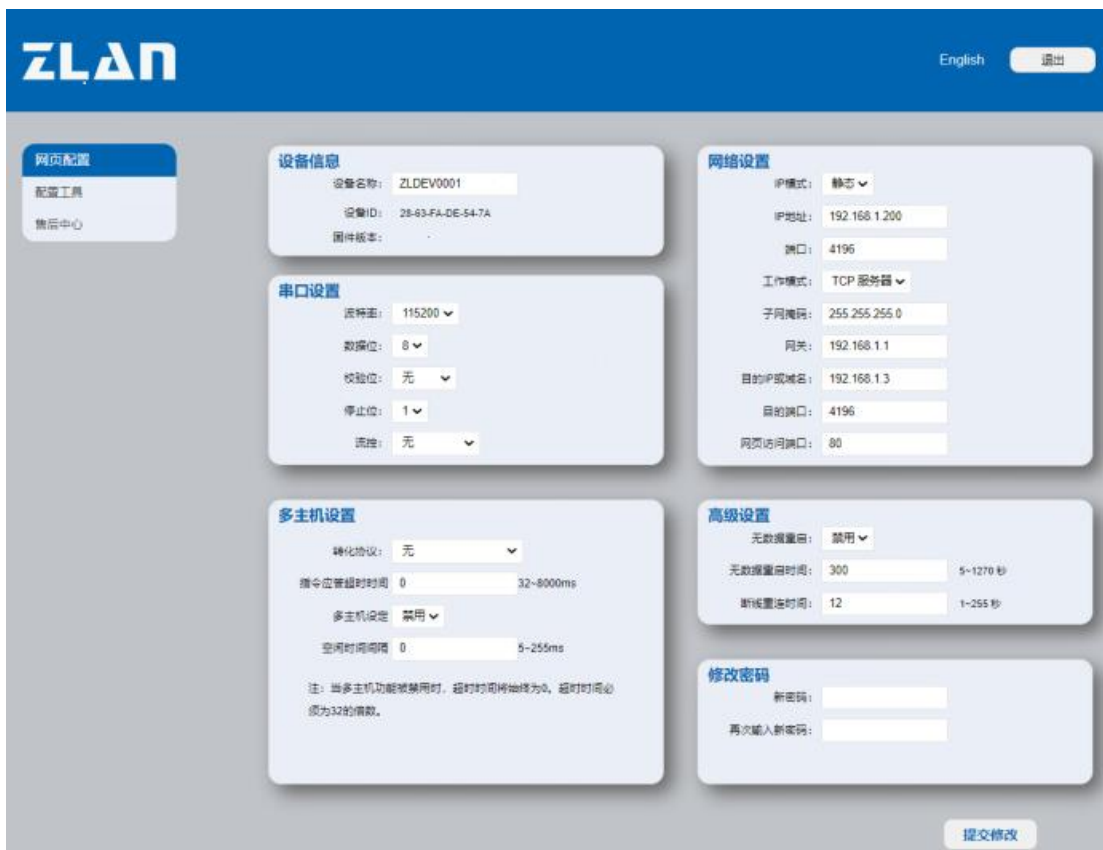 ZLAN
English
退出
网页配置
配置工具
售后中心
设备信息
设备名称: ZLDEV0001
设备ID: 28-63-FA-DE-54-7A
固件版本:
串口设置
波特率: 115200
数据位: 8
校验位: 无
停止位: 1
流控: 无
多主机设置
转化协议: 无
指令应答超时时间 0 32~8000ms
多主机设定 禁用
空闲时间间隔 0 5~255ms
注：当多主机功能被禁用时，超时时间将始终为0。超时时间必
须为32的倍数。
网络设置
IP模式: 静态
IP地址: 192.168.1.200
端口: 4196
工作模式: TCP 服务器
子网掩码: 255.255.255.0
网关: 192.168.1.1
目的IP或域名: 192.168.1.3
目的端口: 4196
网页访问端口: 80
高级设置
无数据重启: 禁用
无数据重启时间: 300 5~1270 秒
断线重连时间: 12 1~255 秒
修改密码
新密码:
再次输入新密码:
提交修改